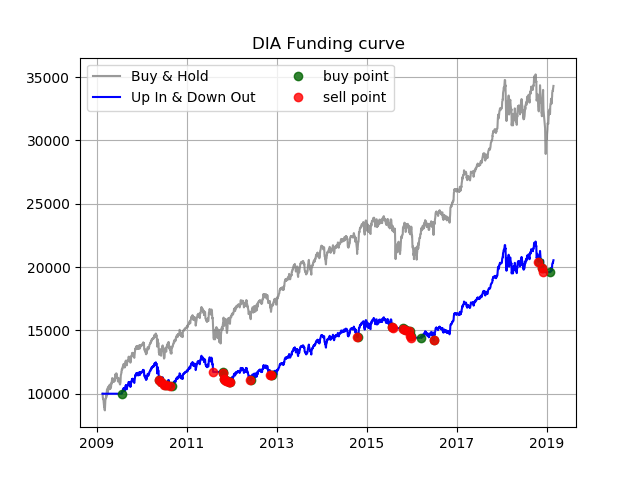 DIA Funding curve
Buy & Hold
Up In & Down Out
buy point
sell point
35000
30000
25000
20000
15000
10000
2009
2011
2013
2015
2017
2019